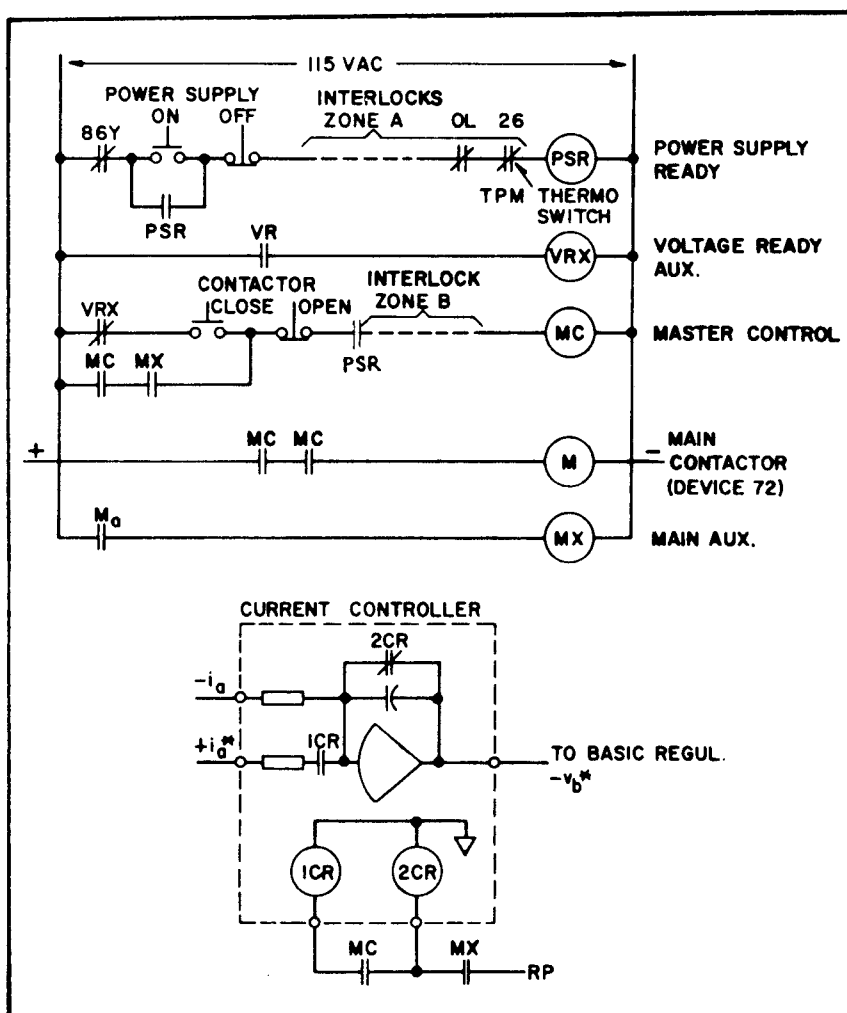 115 VAC
POWER SUPPLY
ON OFF
INTERLOCKS
ZONE A
86Y
OL 26
PSR
POWER SUPPLY
READY
TPM THERMO
SWITCH
PSR
VR
VRX
VOLTAGE READY
AUX.
CONTACTOR
CLOSE OPEN
INTERLOCK
ZONE B
VRX
PSR
MC
MASTER CONTROL
MC MX
+
MC MC
M
-
MAIN
CONTACTOR
(DEVICE 72)
Ma
MX
MAIN AUX.
CURRENT CONTROLLER
2CR
-ia
+ia*
1CR
TO BASIC REGUL.
-vb*
1CR
2CR
MC
MX
RP